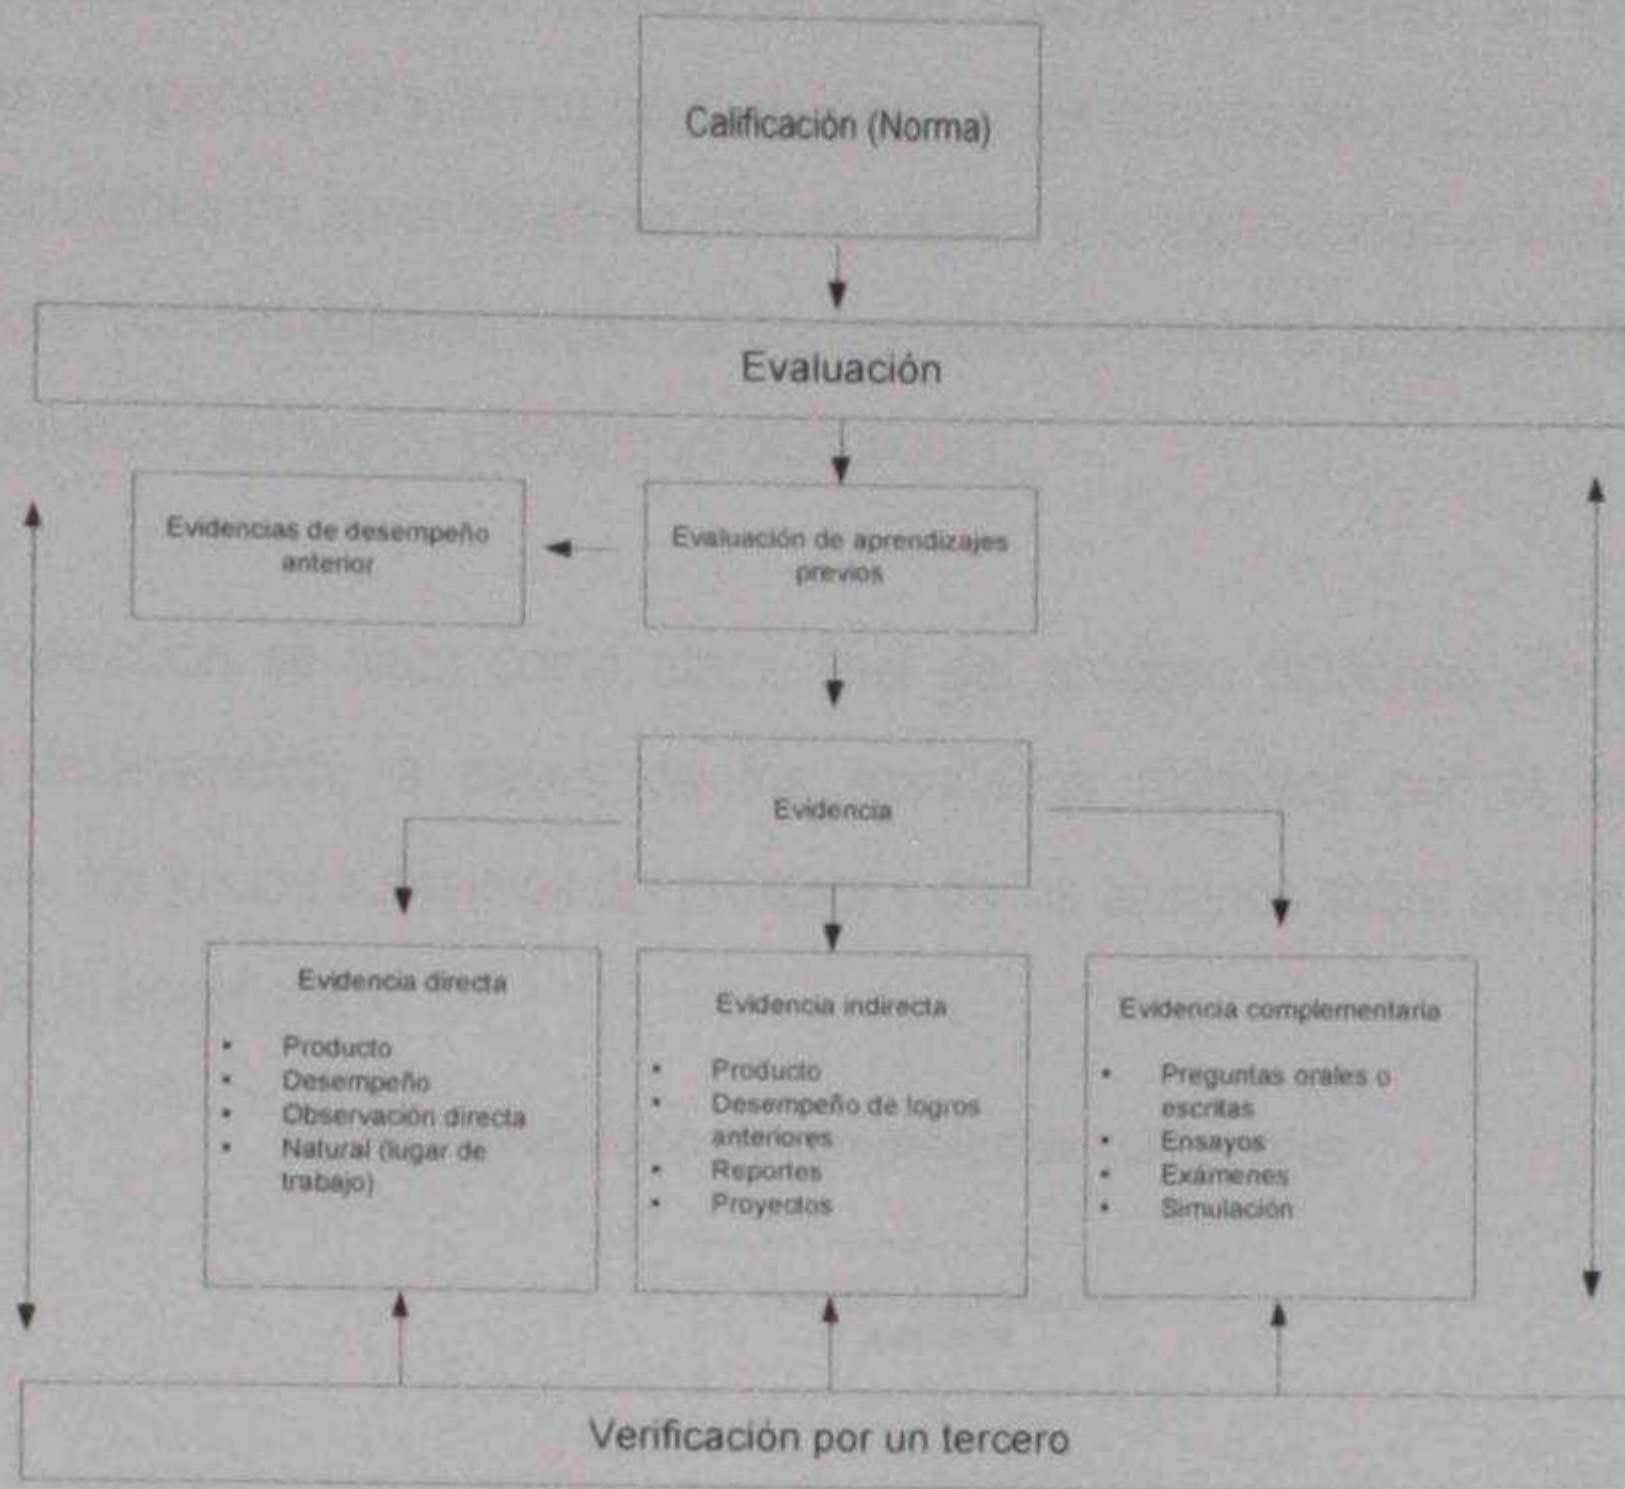 Calificación (Norma)
Evaluación
Evidencias de desempeño
anterior
Evaluación de aprendizajes
previos
Evidencia
Evidencia directa
▪ Producto
▪ Desempeño
▪ Observación directa
▪ Natural (lugar de
trabajo)
Evidencia indirecta
▪ Producto
▪ Desempeño de logros
anteriores
▪ Reportes
▪ Proyectos
Evidencia complementaria
▪ Preguntas orales o
escritas
▪ Ensayos
▪ Exámenes
▪ Simulación
Verificación por un tercero